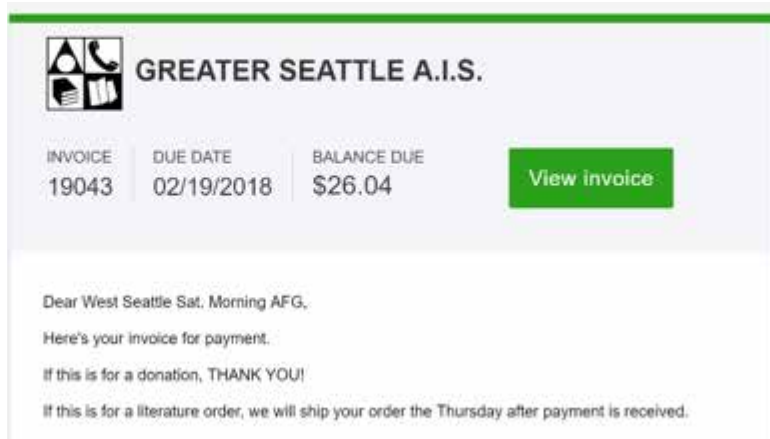 GREATER SEATTLE A.I.S.
INVOICE DUE DATE BALANCE DUE
19043 02/19/2018 $26.04 View invoice
Dear West Seattle Sat. Morning AFG,
Here's your invoice for payment.
If this is for a donation, THANK YOU!
If this is for a literature order, we will ship your order the Thursday after payment is received.